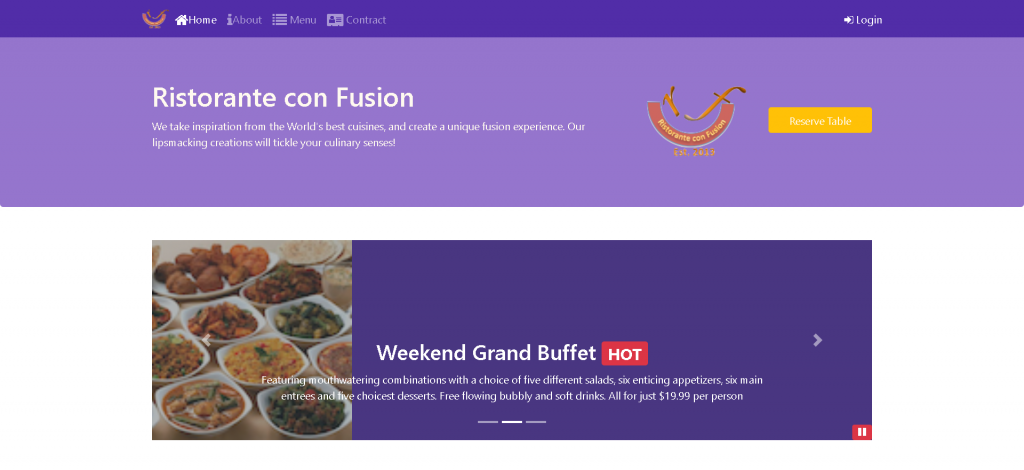 Home About Menu Contract Login
Ristorante con Fusion
We take inspiration from the World's best cuisines, and create a unique fusion experience. Our
lipsmacking creations will tickle your culinary senses!
Ristorante con Fusion
Est. 1825
Reserve Table
Weekend Grand Buffet HOT
Featuring mouthwatering combinations with a choice of five different salads, six enticing appetizers, six main
entrees and five choicest desserts. Free flowing bubbly and soft drinks. All for just $19.99 per person